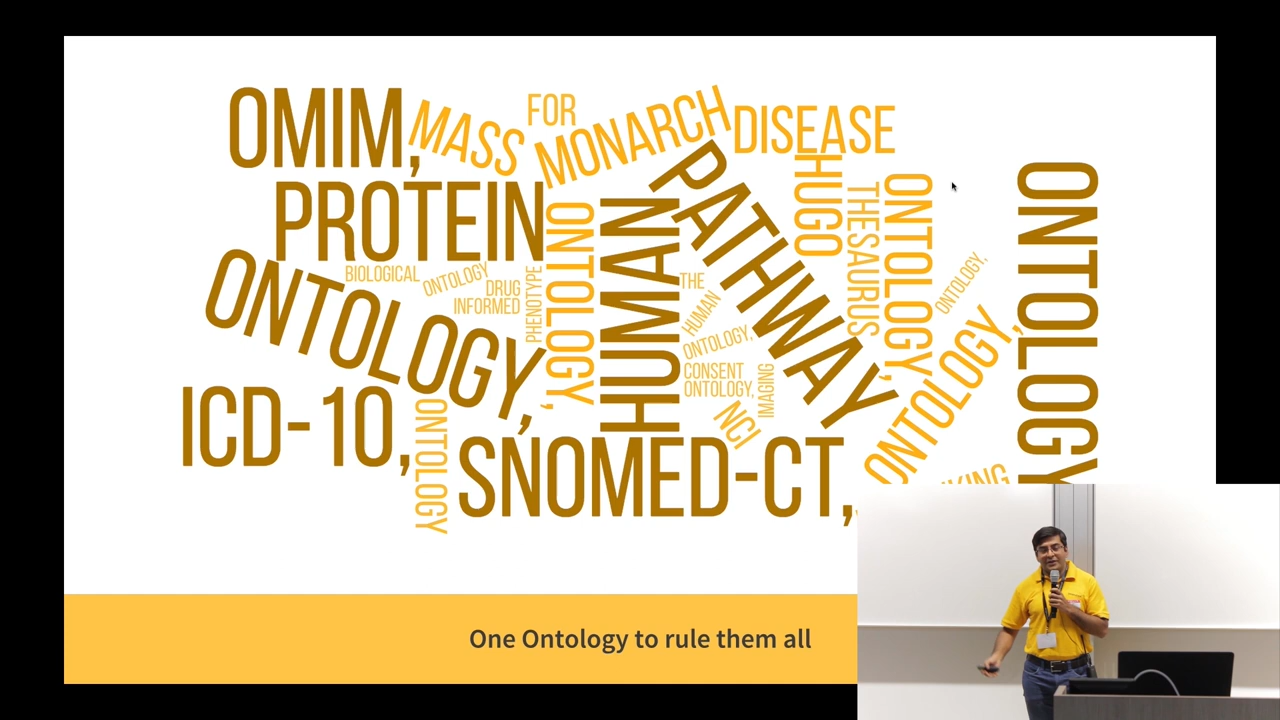 OMIM,
MASS
FOR
MONARCH
DISEASE
PROTEIN
HUGO
PATHWAY
ONTOLOGY
THESAURUS
ONTOLOGY,
ONTOLOGY,
BIOLOGICAL
ONTOLOGY
DRUG
INFORMED
PHENOTYPE
ONTOLOGY,
HUMAN
THE
HUMAN
ONTOLOGY,
CONSENT
ONTOLOGY,
IMAGING
NCI
ONTOLOGY,
ONTOLOGY,
ICD-10,
ONTOLOGY
SNOMED-CT,
One Ontology to rule them all